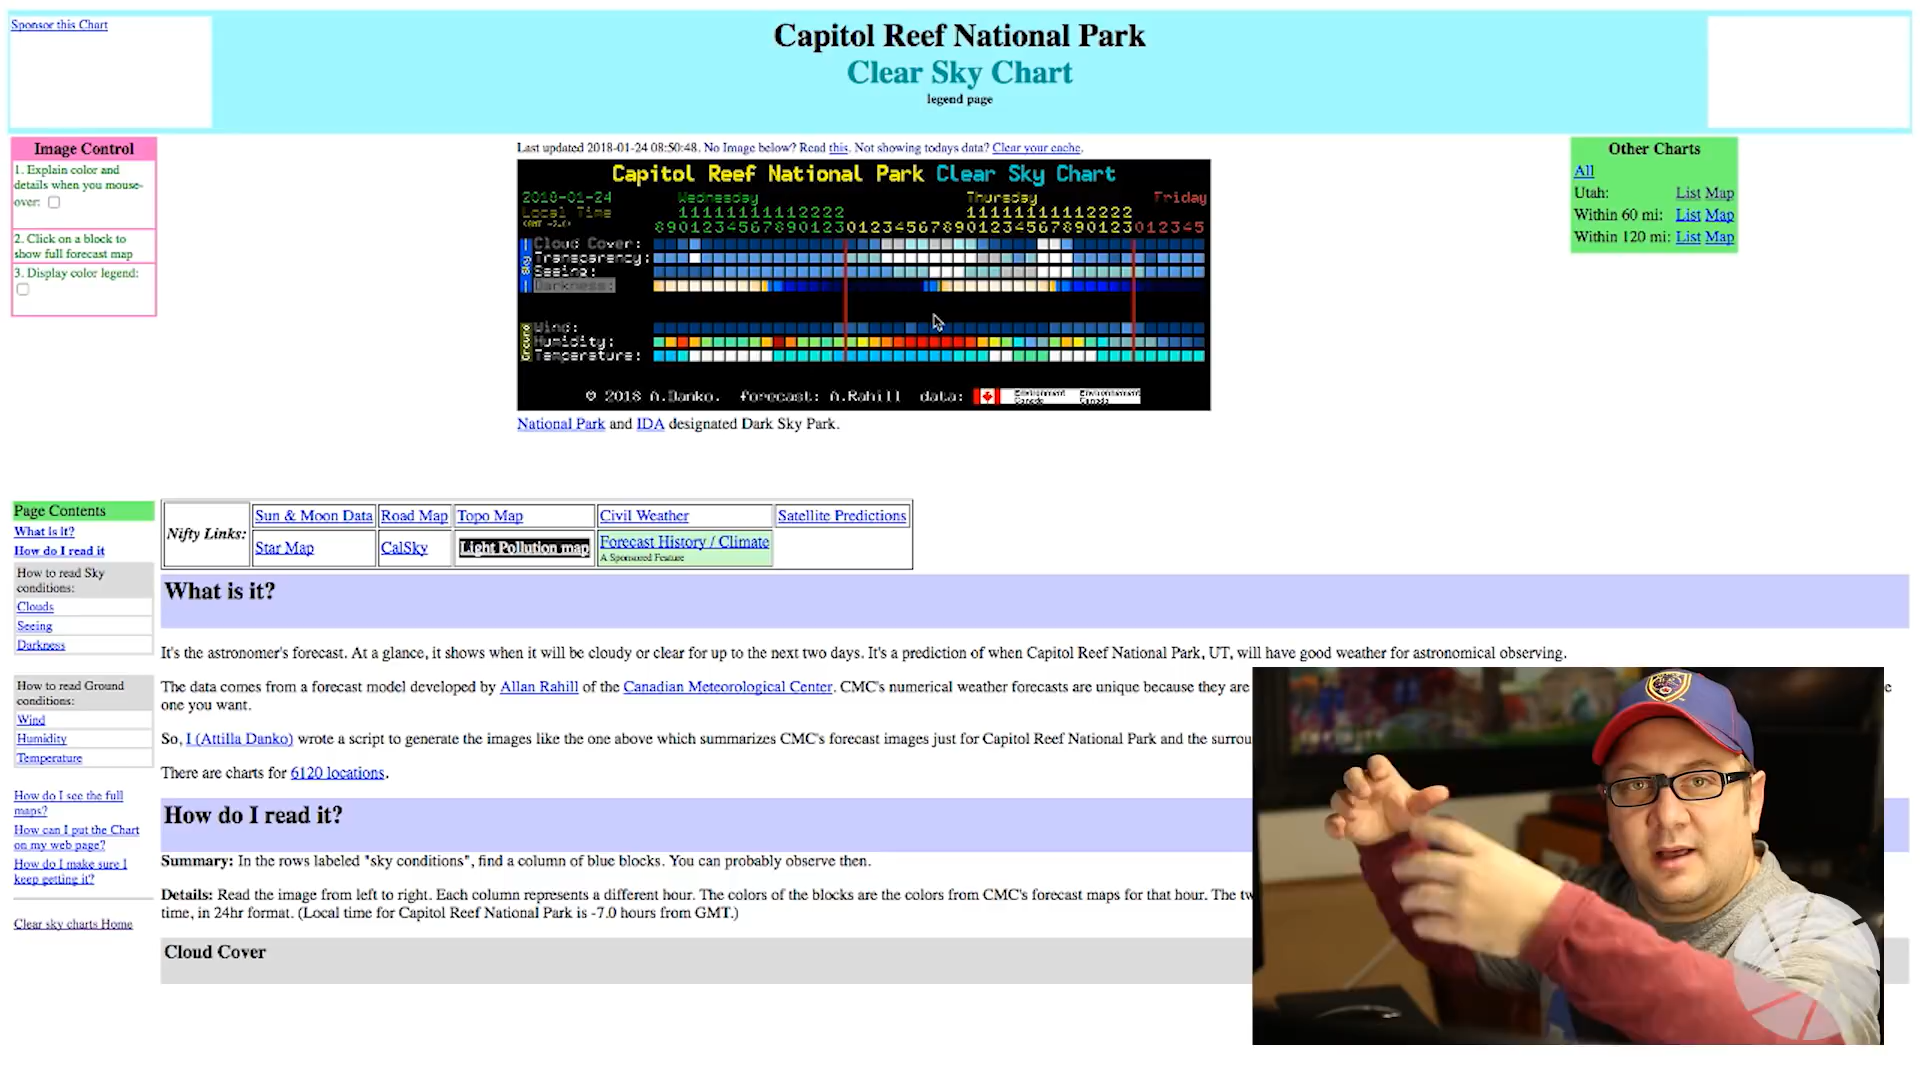 Sponsor this Chart
Capitol Reef National Park
Clear Sky Chart
legend page
Image Control
1. Explain color and
details when you mouse-
over:
2. Click on a block to
show full forecast map
3. Display color legend:
Last updated 2018-01-24 08:50:48. No Image below? Read this. Not showing todays data? Clear your cache.
Capitol Reef National Park Clear Sky Chart
2018-01-24 Wednesday Thursday Friday
Local Time 11111111112222 11111111112222
(GMT -7.0) 8901234567890123012345678901234567890123012345
Sky
Cloud Cover:
Transparency:
Seeing:
Darkness:
Ground
Wind:
Humidity:
Temperature:
© 2018 A.Danko. forecast: A.Rahill data: Environment Canada Environnement Canada
National Park and IDA designated Dark Sky Park.
Other Charts
All
Utah: List Map
Within 60 mi: List Map
Within 120 mi: List Map
Page Contents
What is it?
How do I read it
How to read Sky
conditions:
Clouds
Seeing
Darkness
How to read Ground
conditions:
Wind
Humidity
Temperature
How do I see the full
maps?
How can I put the Chart
on my web page?
How do I make sure I
keep getting it?
Clear sky charts Home
Nifty Links:
Sun & Moon Data Road Map Topo Map Civil Weather Satellite Predictions
Star Map CalSky Light Pollution map Forecast History / Climate
A Sponsored Feature
What is it?
It's the astronomer's forecast. At a glance, it shows when it will be cloudy or clear for up to the next two days. It's a prediction of when Capitol Reef National Park, UT, will have good weather for astronomical observing.
The data comes from a forecast model developed by Allan Rahill of the Canadian Meteorological Center. CMC's numerical weather forecasts are unique because they are e
one you want.
So, I (Attilla Danko) wrote a script to generate the images like the one above which summarizes CMC's forecast images just for Capitol Reef National Park and the surrou
There are charts for 6120 locations.
How do I read it?
Summary: In the rows labeled "sky conditions", find a column of blue blocks. You can probably observe then.
Details: Read the image from left to right. Each column represents a different hour. The colors of the blocks are the colors from CMC's forecast maps for that hour. The tw
time, in 24hr format. (Local time for Capitol Reef National Park is -7.0 hours from GMT.)
Cloud Cover